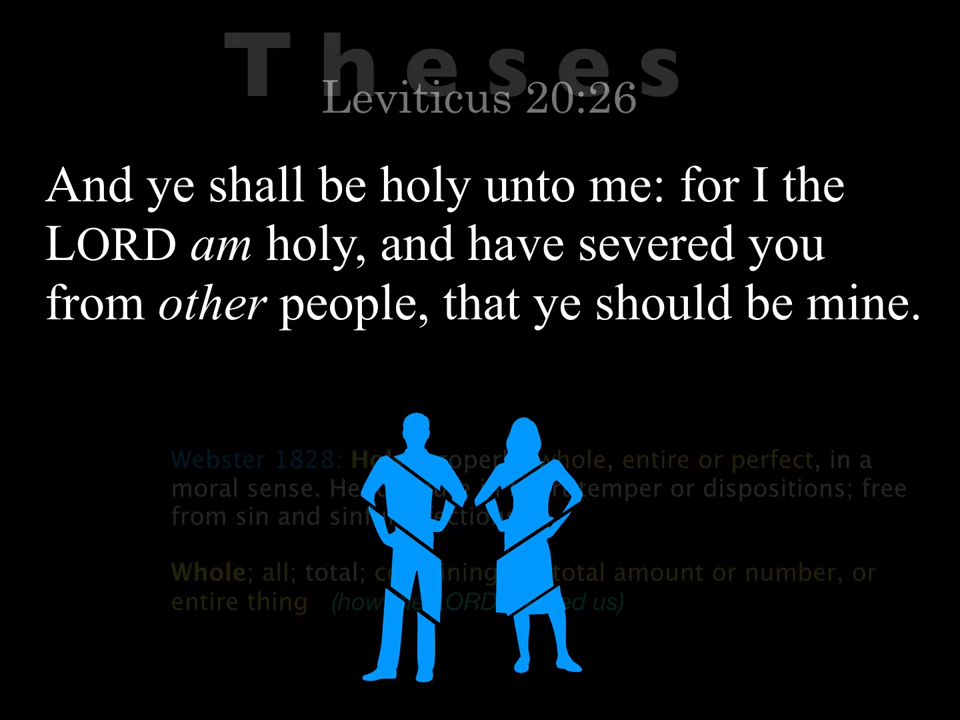 Theses
Leviticus 20:26
And ye shall be holy unto me: for I the
LORD am holy, and have severed you
from other people, that ye should be mine.
Webster 1828: whole, entire or perfect, in a
moral sense. temper or dispositions; free
from sin and
Whole; all; total; total amount or number, or
entire thing (how us)